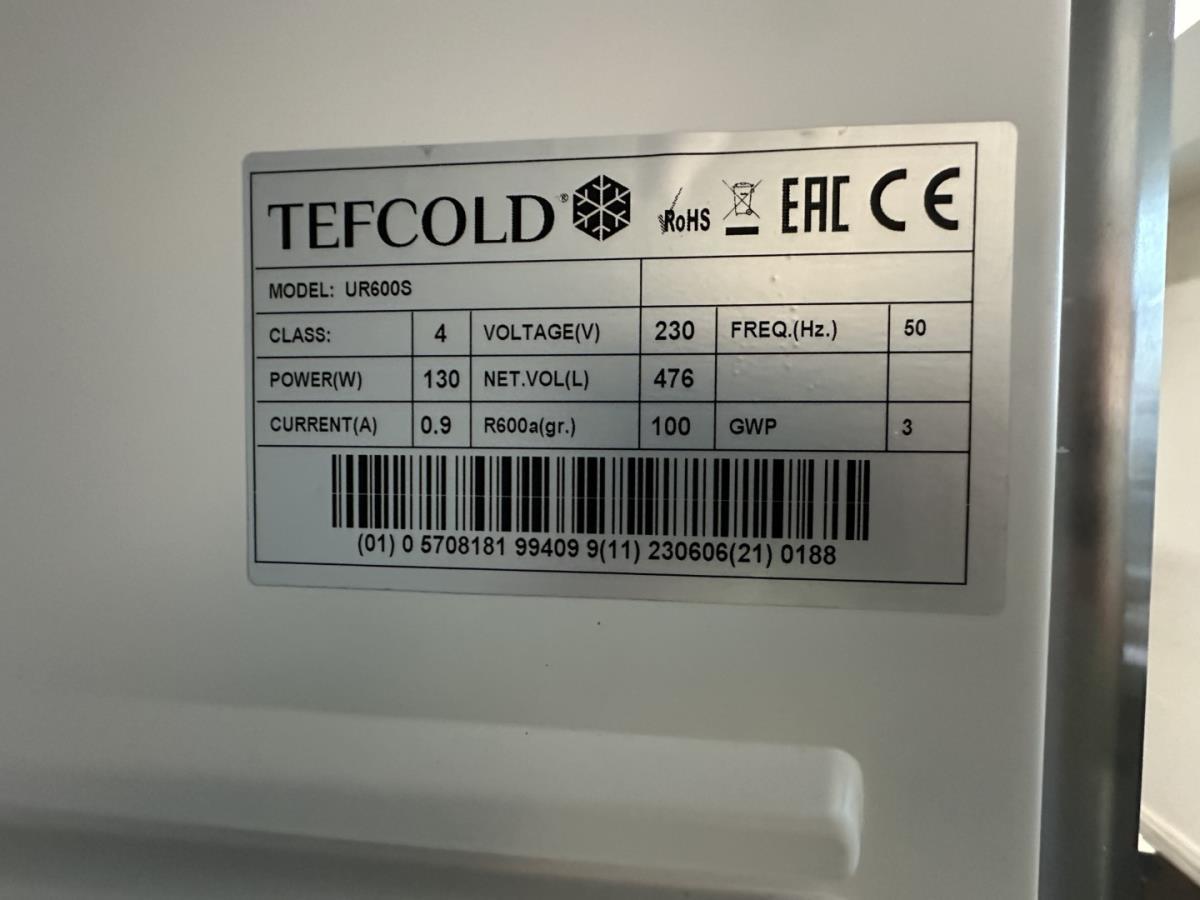 TEFCOLD® RoHS EAC CE
MODEL: UR600S
CLASS: 4 VOLTAGE(V) 230 FREQ.(Hz.) 50
POWER(W) 130 NET.VOL(L) 476
CURRENT(A) 0.9 R600a(gr.) 100 GWP 3
(01) 0 5708181 99409 9(11) 230606(21) 0188